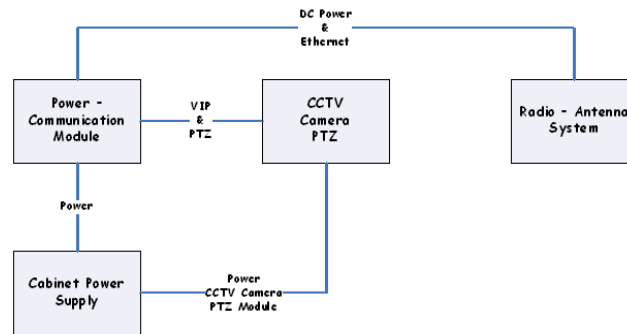 DC Power
&
Ethernet
Power -
Communication
Module
VIP
&
PTZ
CCTV
Camera
PTZ
Radio - Antenna
System
Power
Cabinet Power
Supply
Power
CCTV Camera
PTZ Module